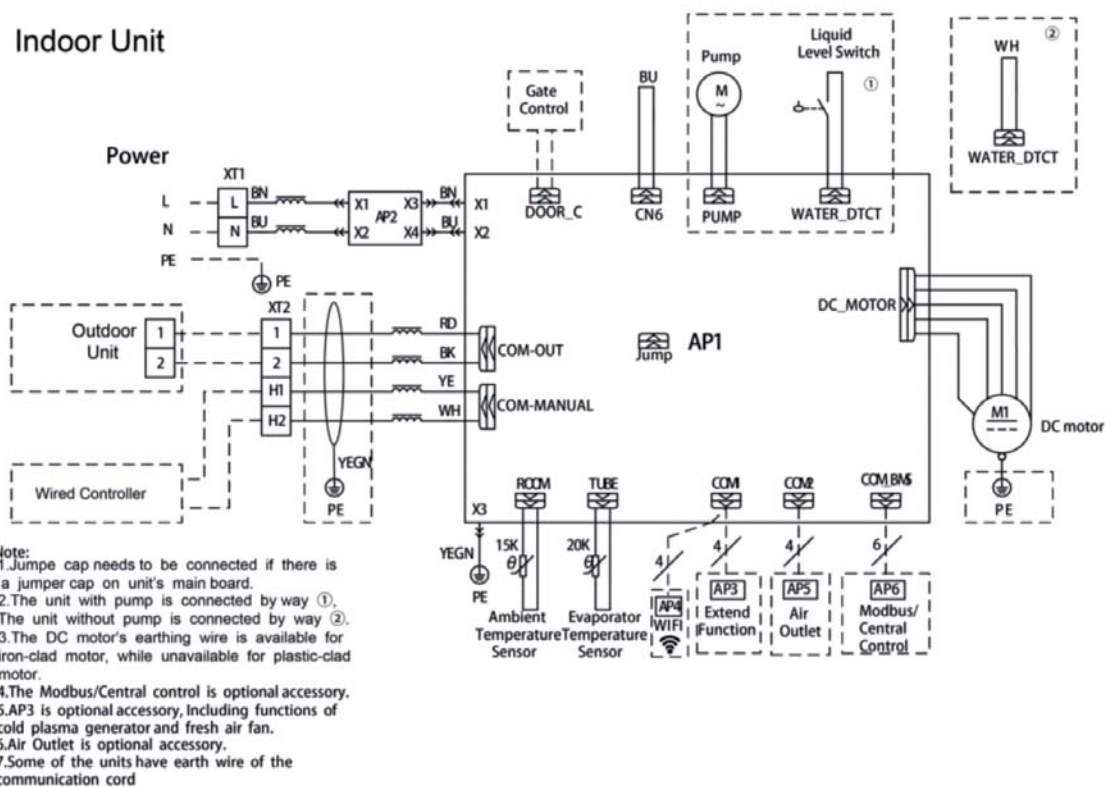 Indoor Unit
Power
XT1
L
N
PE
L
N
BN
BU
X1
X2
AP2
X3
X4
BN
BU
X1
X2
PE
Gate
Control
DOOR_C
BU
CN6
Pump
M
~
PUMP
Liquid
Level Switch
①
WATER_DTCT
WH
②
WATER_DTCT
Outdoor
Unit
1
2
XT2
1
2
H1
H2
RD
BK
YE
WH
COM-OUT
COM-MANUAL
YEGN
PE
Wired Controller
Jump
AP1
DC_MOTOR
M1
DC motor
PE
X3
YEGN
PE
ROOM
15K
θ
Ambient
Temperature
Sensor
TUBE
20K
θ
Evaporator
Temperature
Sensor
COM1
4
AP4
WIFI
4
AP3
Extend
Function
COM2
4
AP5
Air
Outlet
COM_BMS
6
AP6
Modbus/
Central
Control
Note:
1.Jumpe cap needs to be connected if there is
a jumper cap on unit's main board.
2.The unit with pump is connected by way ①,
The unit without pump is connected by way ②.
3.The DC motor's earthing wire is available for
iron-clad motor, while unavailable for plastic-clad
motor.
4.The Modbus/Central control is optional accessory.
5.AP3 is optional accessory, Including functions of
cold plasma generator and fresh air fan.
6.Air Outlet is optional accessory.
7.Some of the units have earth wire of the
communication cord